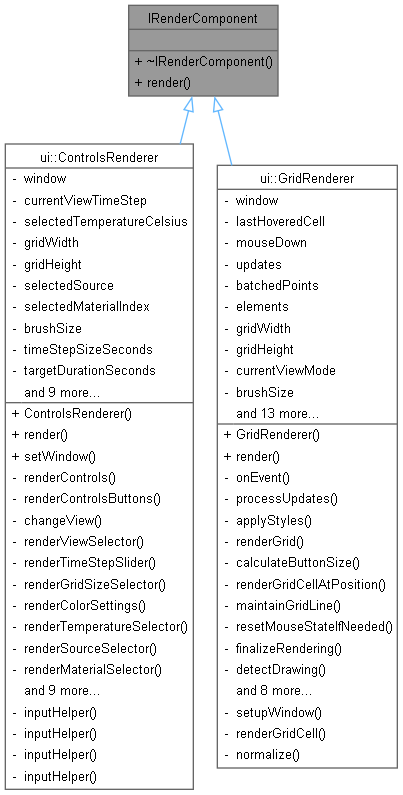 IRenderComponent
+ ~IRenderComponent()
+ render()
ui::ControlsRenderer
- window
- currentViewTimeStep
- selectedTemperatureCelsius
- gridWidth
- gridHeight
- selectedSource
- selectedMaterialIndex
- brushSize
- timeStepSizeSeconds
- targetDurationSeconds
and 9 more...
+ ControlsRenderer()
+ render()
+ setWindow()
- renderControls()
- renderControlsButtons()
- changeView()
- renderViewSelector()
- renderTimeStepSlider()
- renderGridSizeSelector()
- renderColorSettings()
- renderTemperatureSelector()
- renderSourceSelector()
- renderMaterialSelector()
and 9 more...
- inputHelper()
- inputHelper()
- inputHelper()
- inputHelper()
ui::GridRenderer
- window
- lastHoveredCell
- mouseDown
- updates
- batchedPoints
- elements
- gridWidth
- gridHeight
- currentViewMode
- brushSize
and 13 more...
+ GridRenderer()
+ render()
- onEvent()
- processUpdates()
- applyStyles()
- renderGrid()
- calculateButtonSize()
- renderGridCellAtPosition()
- maintainGridLine()
- resetMouseStateIfNeeded()
- finalizeRendering()
- detectDrawing()
and 8 more...
- setupWindow()
- renderGridCell()
- normalize()